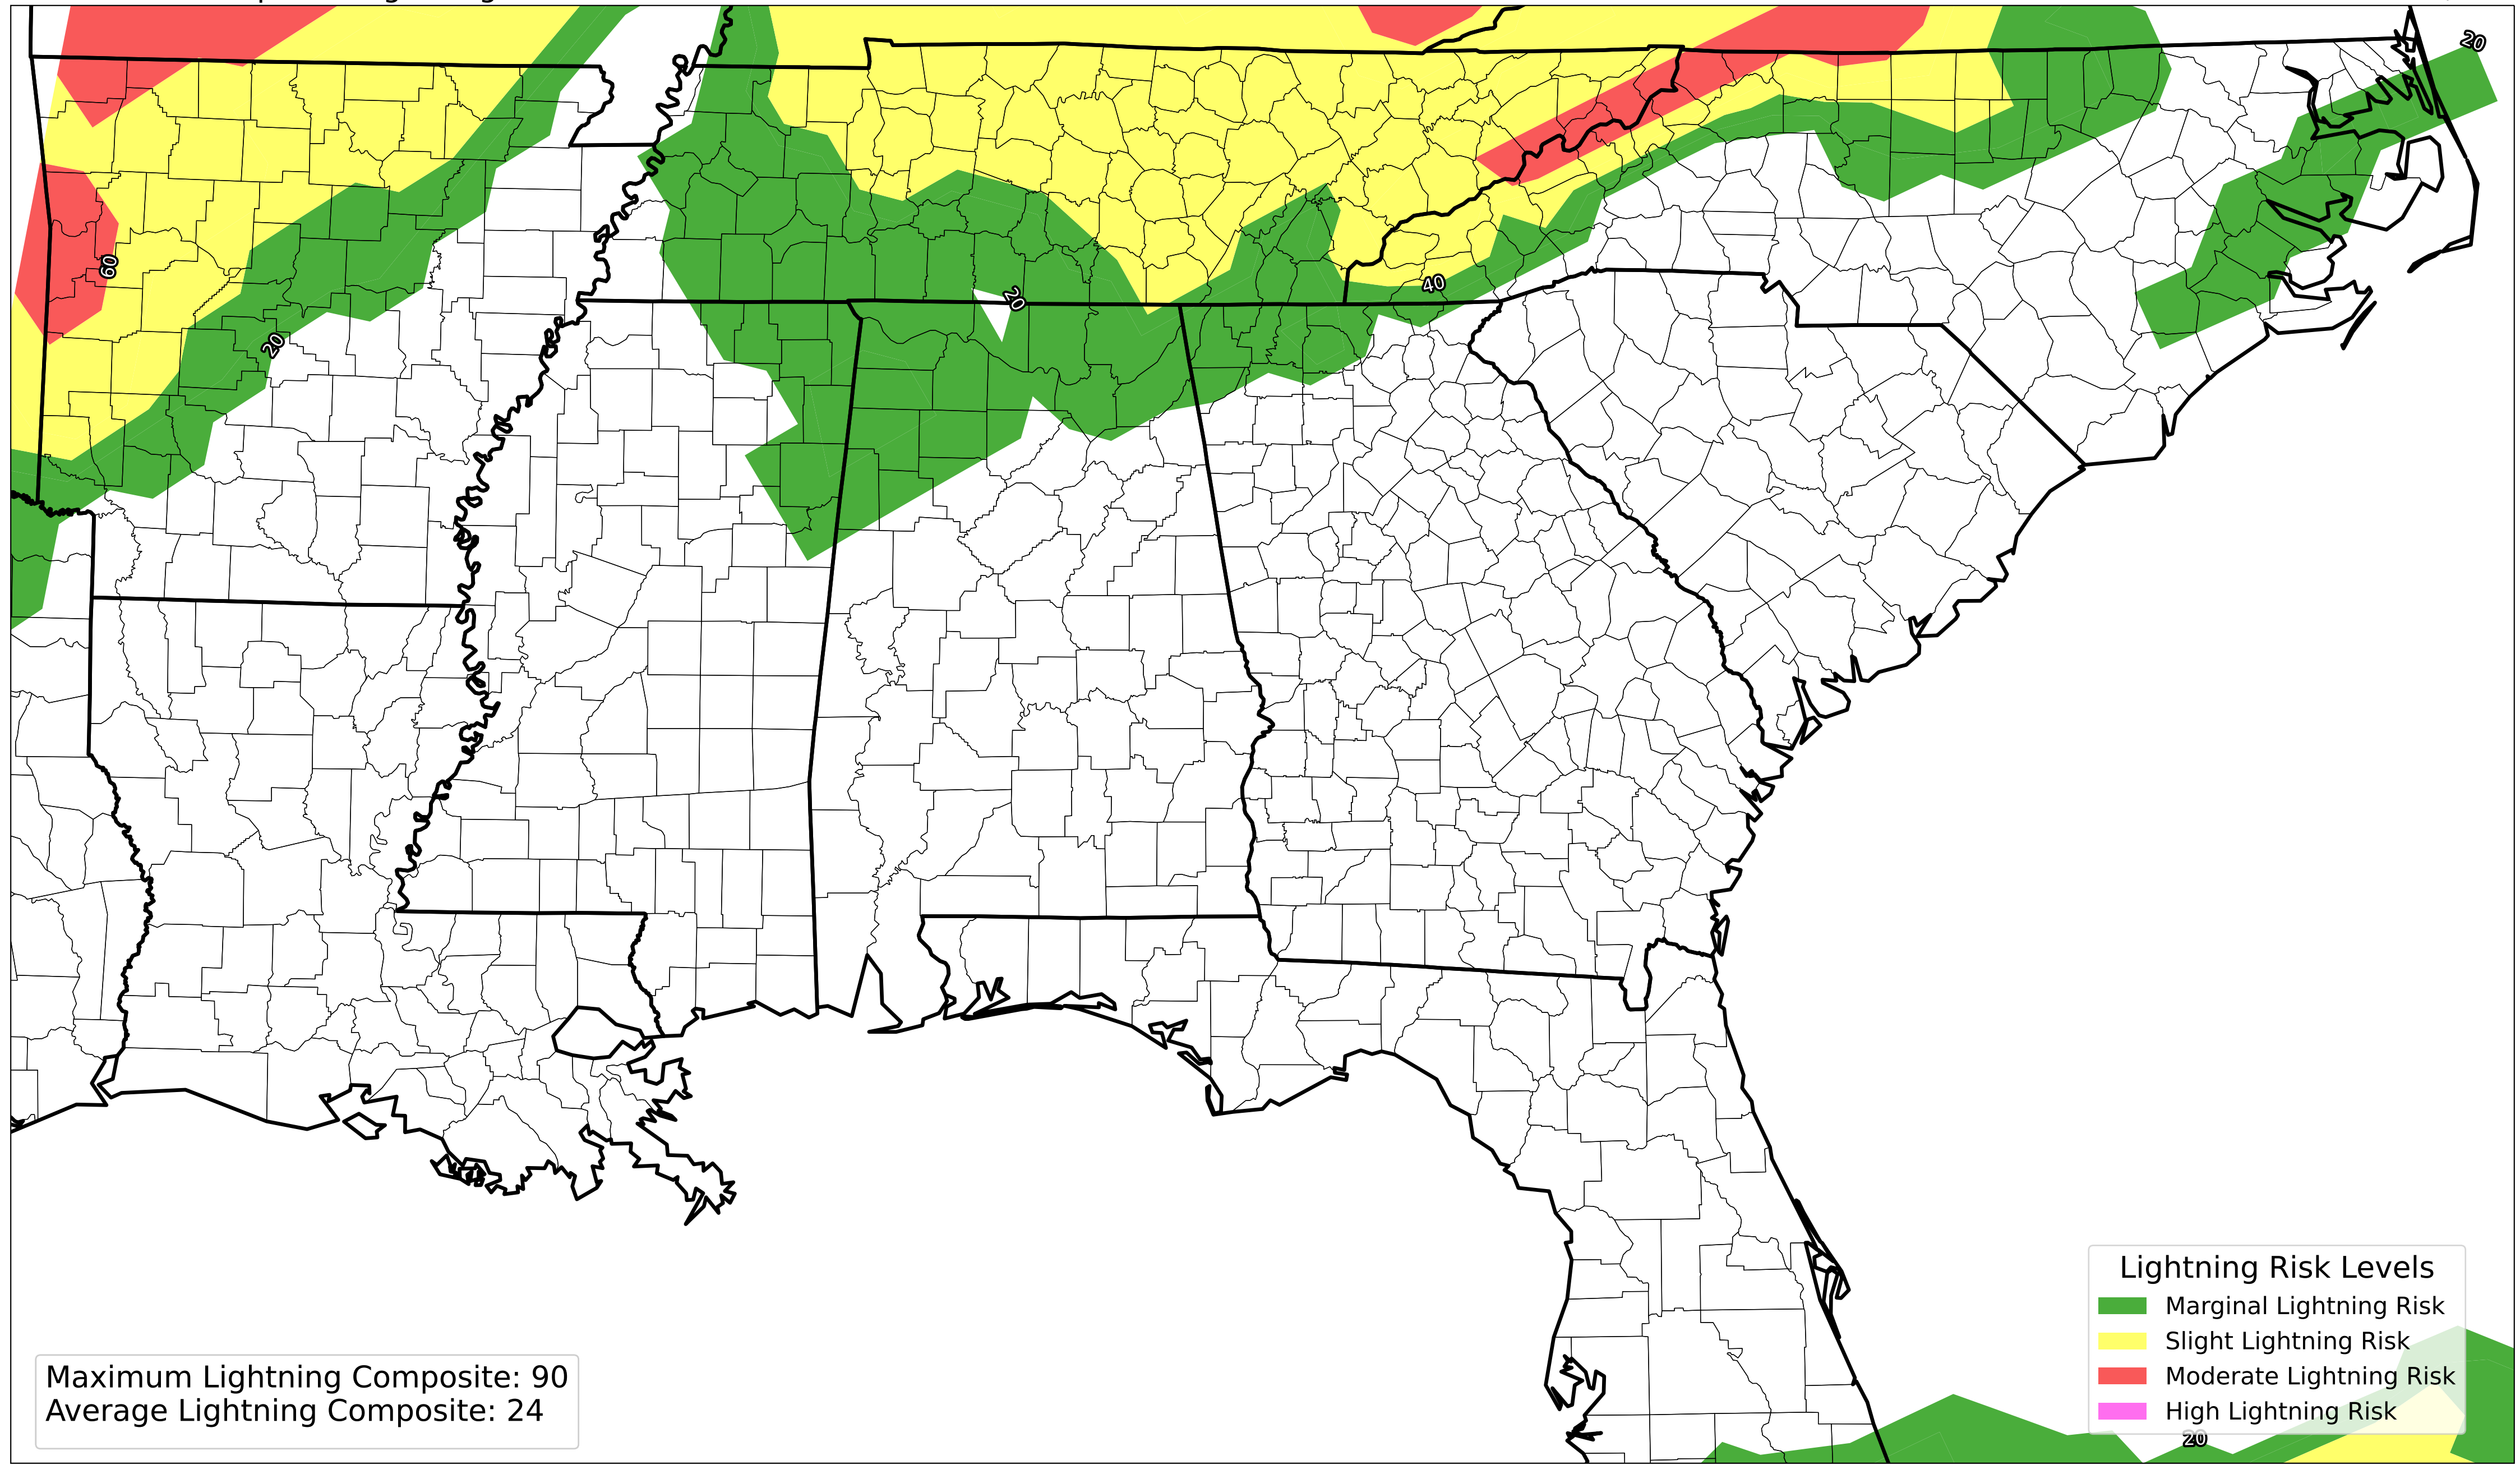 20
60
40
20
20
Lightning Risk Levels
Marginal Lightning Risk
Slight Lightning Risk
Moderate Lightning Risk
High Lightning Risk
Maximum Lightning Composite: 90
Average Lightning Composite: 24
20